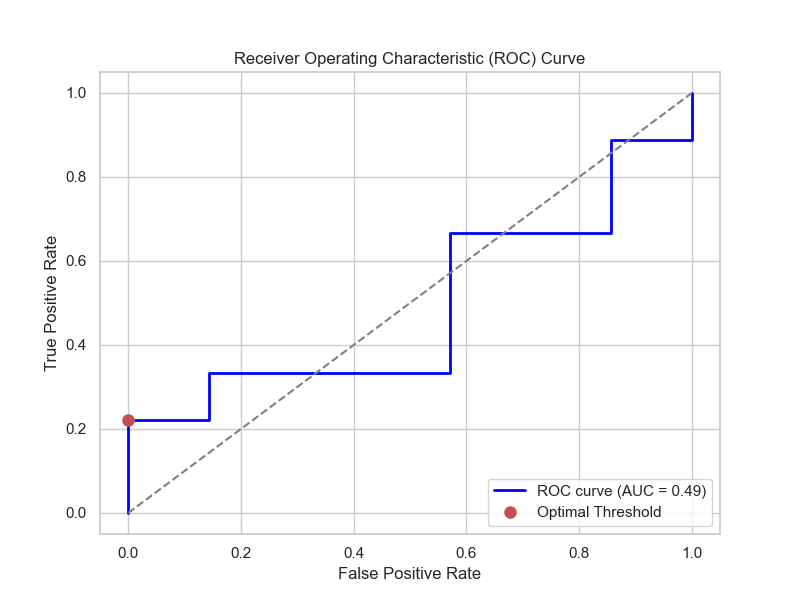 Receiver Operating Characteristic (ROC) Curve
True Positive Rate
1.0
0.8
0.6
0.4
0.2
0.0
0.0 0.2 0.4 0.6 0.8 1.0
False Positive Rate
ROC curve (AUC = 0.49)
Optimal Threshold